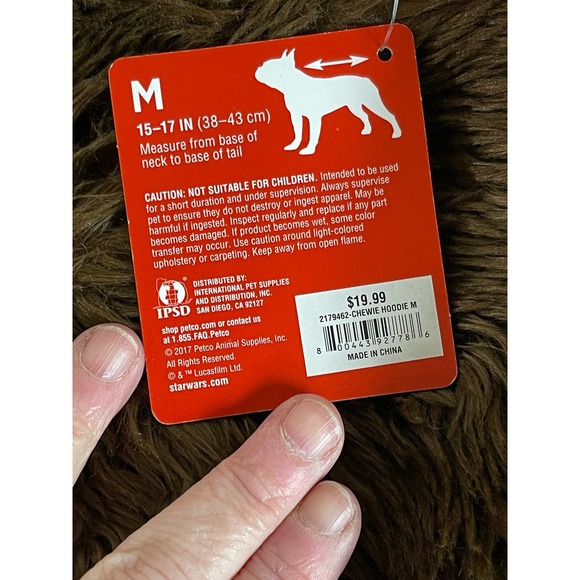 M
15–17 IN (38–43 cm)
Measure from base of
neck to base of tail
CAUTION: NOT SUITABLE FOR CHILDREN. Intended to be used
for a short duration and under supervision. Always supervise
pet to ensure they do not destroy or ingest apparel. May be
harmful if ingested. Inspect regularly and replace if any part
becomes damaged. If product becomes wet, some color
transfer may occur. Use caution around light-colored
upholstery or carpeting. Keep away from open flame.
IPSD
DISTRIBUTED BY:
INTERNATIONAL PET SUPPLIES
AND DISTRIBUTION, INC.
SAN DIEGO, CA 92127
shop petco.com or contact us
at 1.855.FAQ.Petco
© 2017 Petco Animal Supplies, Inc.
All Rights Reserved.
© & ™ Lucasfilm Ltd.
starwars.com
$19.99
2179462-CHEWIE HOODIE M
8 00443 92778 6
MADE IN CHINA